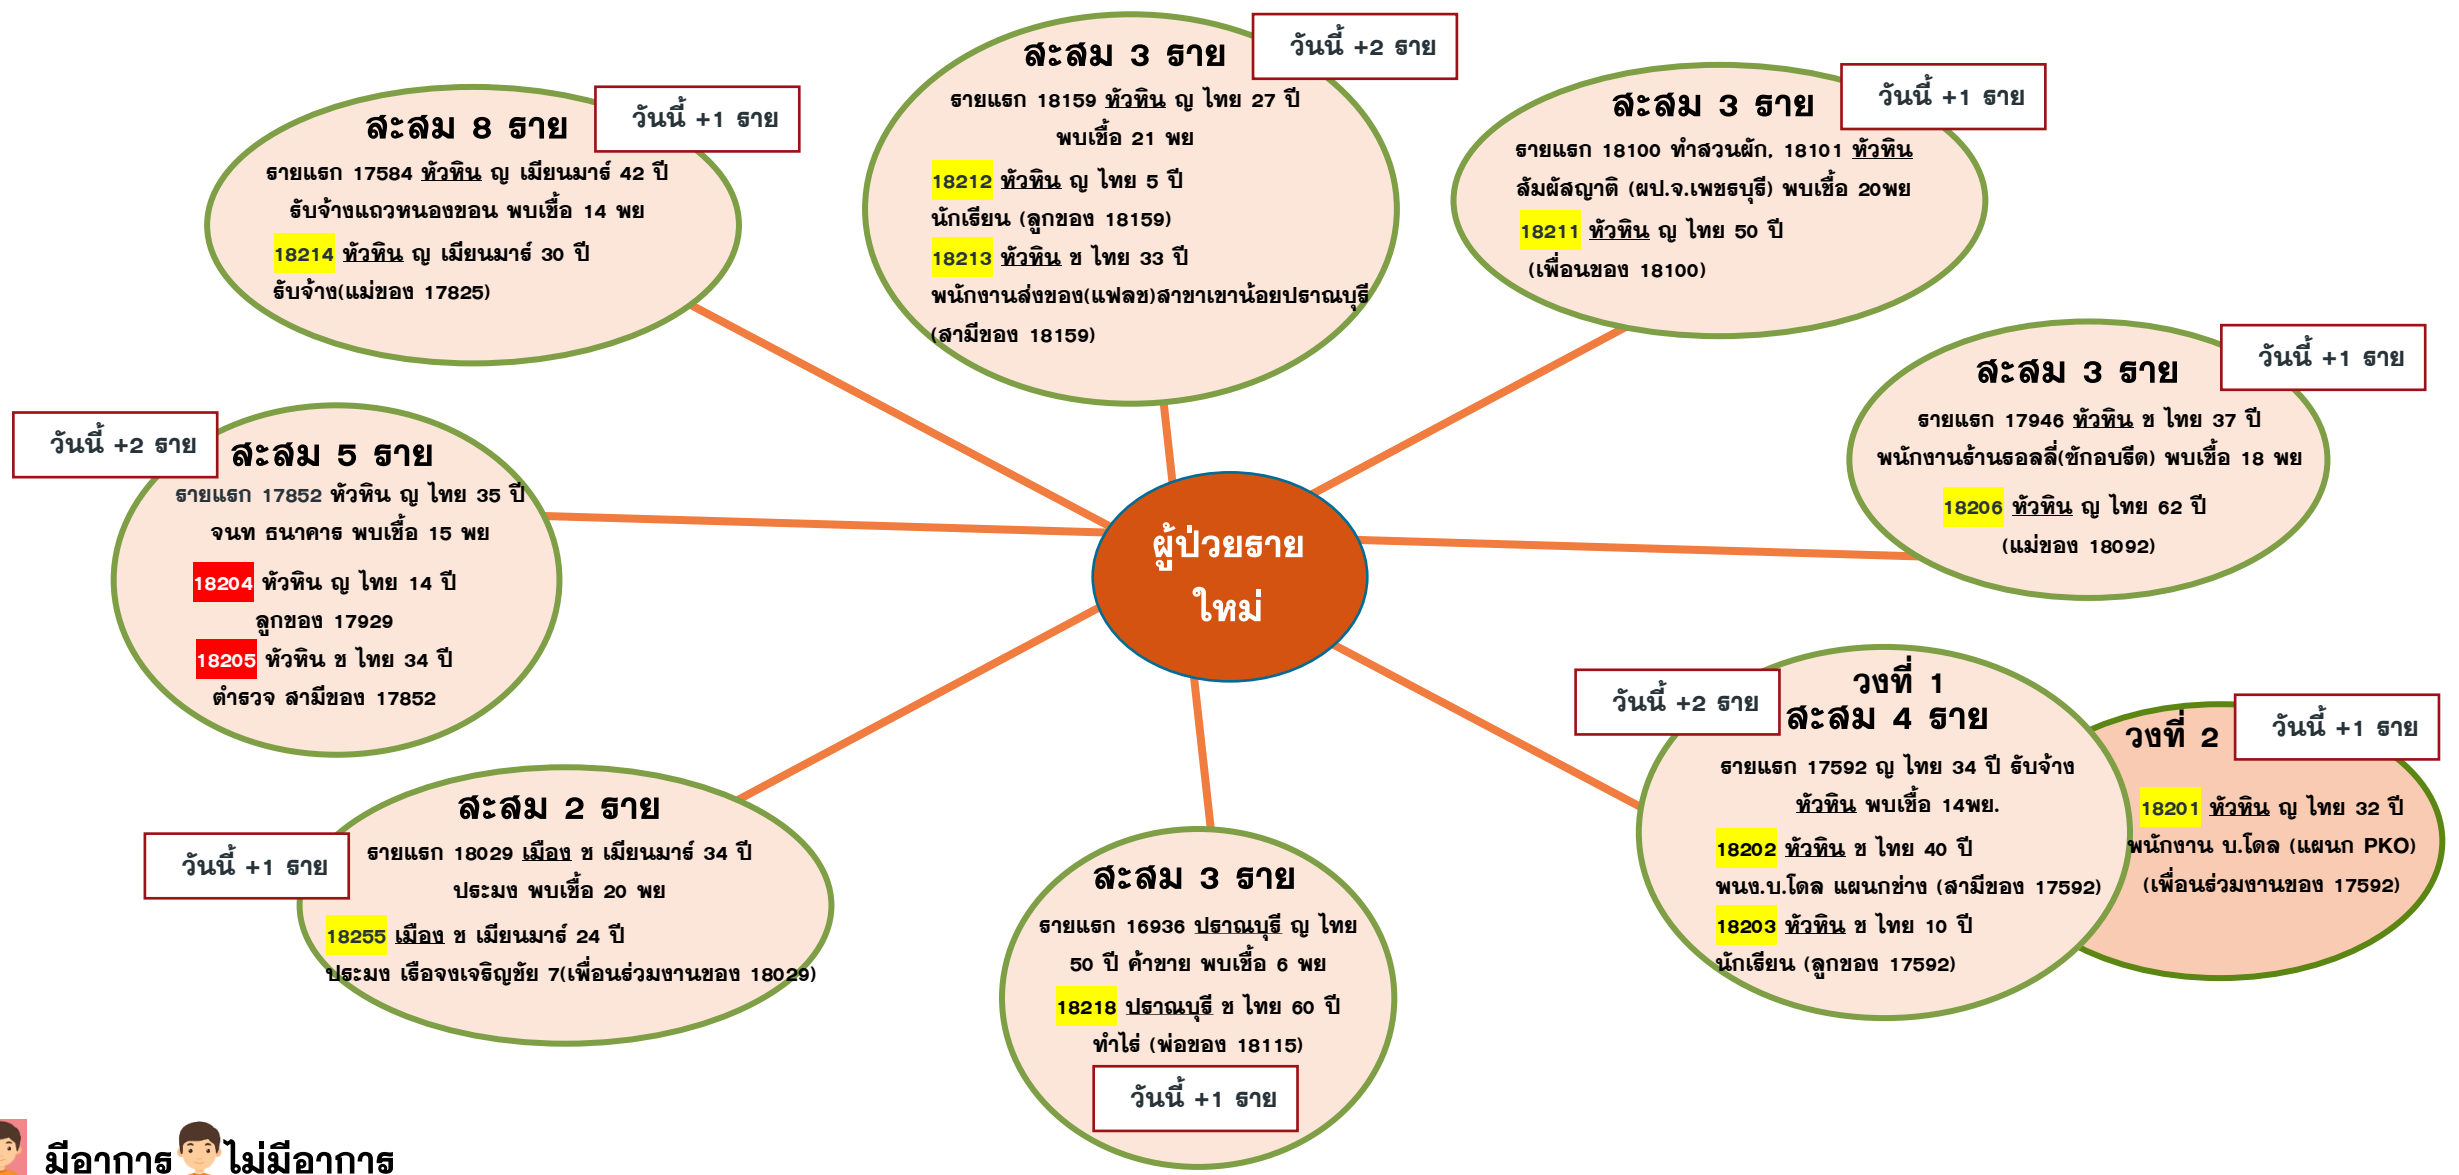 สะสม 8 ราย
วันนี้ +1 ราย
รายแรก 17584 หัวหิน ญ เมียนมาร์ 42 ปี
รับจ้างแถวหนองขอน พบเชื้อ 14 พย
18214 หัวหิน ญ เมียนมาร์ 30 ปี
รับจ้าง(แม่ของ 17825)
สะสม 3 ราย
วันนี้ +2 ราย
รายแรก 18159 หัวหิน ญ ไทย 27 ปี
พบเชื้อ 21 พย
18212 หัวหิน ญ ไทย 5 ปี
นักเรียน (ลูกของ 18159)
18213 หัวหิน ช ไทย 33 ปี
พนักงานส่งของ(แฟลช)สาขาเขาน้อยปราณบุรี
(สามีของ 18159)
สะสม 3 ราย
วันนี้ +1 ราย
รายแรก 18100 ทำสวนผัก, 18101 หัวหิน
สัมผัสญาติ (ผป.จ.เพชรบุรี) พบเชื้อ 20พย
18211 หัวหิน ญ ไทย 50 ปี
(เพื่อนของ 18100)
สะสม 3 ราย
วันนี้ +1 ราย
รายแรก 17946 หัวหิน ช ไทย 37 ปี
พนักงานร้านรอลลี่(ซักอบรีด) พบเชื้อ 18 พย
18206 หัวหิน ญ ไทย 62 ปี
(แม่ของ 18092)
วันนี้ +2 ราย
สะสม 5 ราย
รายแรก 17852 หัวหิน ญ ไทย 35 ปี
จนท ธนาคาร พบเชื้อ 15 พย
18204 หัวหิน ญ ไทย 14 ปี
ลูกของ 17929
18205 หัวหิน ช ไทย 34 ปี
ตำรวจ สามีของ 17852
ผู้ป่วยราย
ใหม่
วันนี้ +2 ราย
วงที่ 1
สะสม 4 ราย
รายแรก 17592 ญ ไทย 34 ปี รับจ้าง
หัวหิน พบเชื้อ 14พย.
18202 หัวหิน ช ไทย 40 ปี
พนง.บ.โดล แผนกช่าง (สามีของ 17592)
18203 หัวหิน ช ไทย 10 ปี
นักเรียน (ลูกของ 17592)
วงที่ 2
วันนี้ +1 ราย
18201 หัวหิน ญ ไทย 32 ปี
พนักงาน บ.โดล (แผนก PKO)
(เพื่อนร่วมงานของ 17592)
สะสม 2 ราย
วันนี้ +1 ราย
รายแรก 18029 เมือง ช เมียนมาร์ 34 ปี
ประมง พบเชื้อ 20 พย
18255 เมือง ช เมียนมาร์ 24 ปี
ประมง เรือจงเจริญชัย 7(เพื่อนร่วมงานของ 18029)
สะสม 3 ราย
รายแรก 16936 ปราณบุรี ญ ไทย
50 ปี ค้าขาย พบเชื้อ 6 พย
18218 ปราณบุรี ช ไทย 60 ปี
ทำไร่ (พ่อของ 18115)
วันนี้ +1 ราย
มีอาการ ไม่มีอาการ